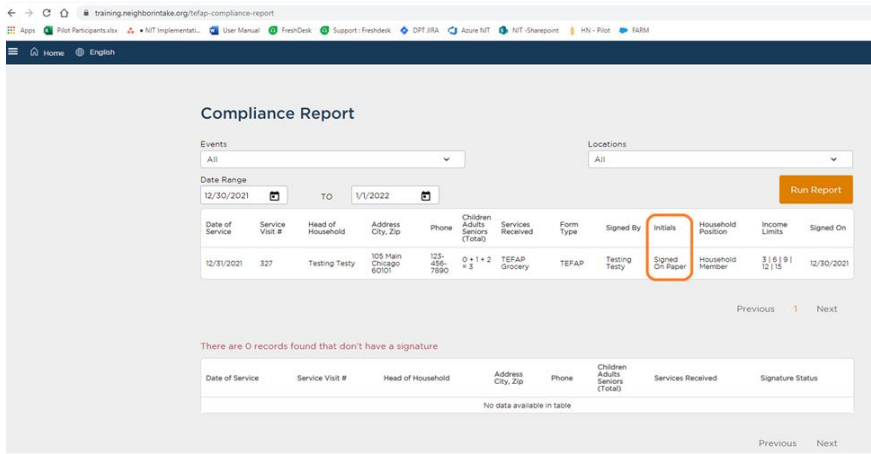 training.neighborintake.org/tefap-compliance-report
Apps Pilot Participants.xlsx • NIT Implementati... User Manual FreshDesk Support : Freshdesk DPT JIRA Azure NIT NIT -Sharepoint HN - Pilot FARM
Home English
Compliance Report
Events Locations
All All
Date Range
12/30/2021 TO 1/1/2022 Run Report
Date of Service Service Visit # Head of Household Address City, Zip Phone Children Adults Seniors (Total) Services Received Form Type Signed By Initials Household Position Income Limits Signed On
12/31/2021 327 Testing Testy 105 Main Chicago 60101 123-456-7890 0 + 1 + 2 = 3 TEFAP Grocery TEFAP Testing Testy Signed On Paper Household Member 3 | 6 | 9 | 12 | 15 12/30/2021
Previous 1 Next
There are 0 records found that don't have a signature
Date of Service Service Visit # Head of Household Address City, Zip Phone Children Adults Seniors (Total) Services Received Signature Status
No data available in table
Previous Next